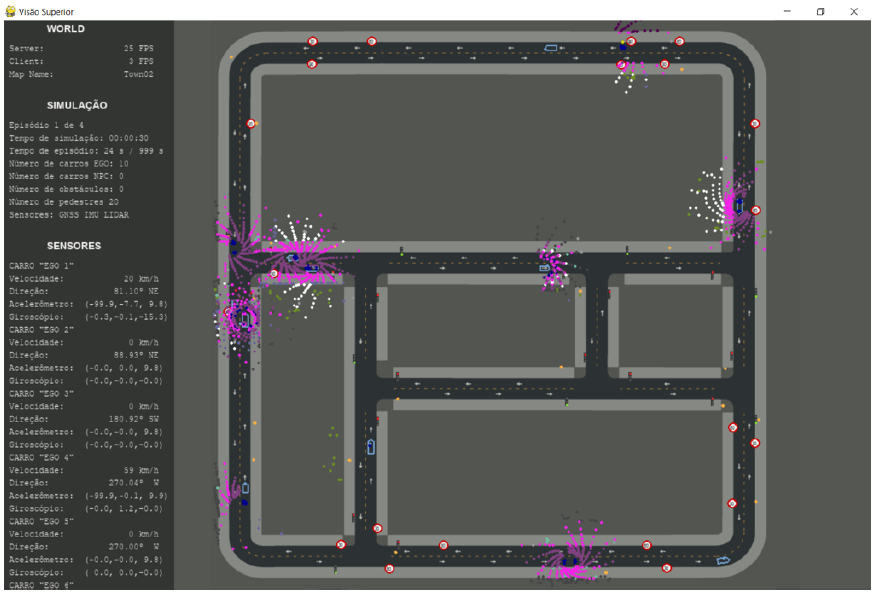 Visão Superior
WORLD
Server: 25 FPS
Client: 3 FPS
Map Name: Town02
SIMULAÇÃO
Episódio 1 de 4
Tempo de simulação: 00:00:30
Tempo de episódio: 24 s / 999 s
Número de carros EGO: 10
Número de carros NPC: 0
Número de obstáculos: 0
Número de pedestres 20
Sensores: GNSS IMU LIDAR
SENSORES
CARRO "EGO 1"
Velocidade: 20 km/h
Direção: 81.10º NE
Acelerômetro: (-99.9,-7.7, 9.8)
Giroscópio: (-0.3,-0.1,-15.3)
CARRO "EGO 2"
Velocidade: 0 km/h
Direção: 88.93º NE
Acelerômetro: (-0.0, 0.0, 9.8)
Giroscópio: (-0.0,-0.0,-0.0)
CARRO "EGO 3"
Velocidade: 0 km/h
Direção: 180.92º SW
Acelerômetro: (-0.0,-0.0, 9.8)
Giroscópio: (-0.0,-0.0,-0.0)
CARRO "EGO 4"
Velocidade: 59 km/h
Direção: 270.04º W
Acelerômetro: (-99.9,-0.1, 9.9)
Giroscópio: (-0.0, 1.2,-0.0)
CARRO "EGO 5"
Velocidade: 0 km/h
Direção: 270.00º W
Acelerômetro: (-0.0,-0.0, 9.8)
Giroscópio: ( 0.0, 0.0,-0.0)
CARRO "EGO 6"